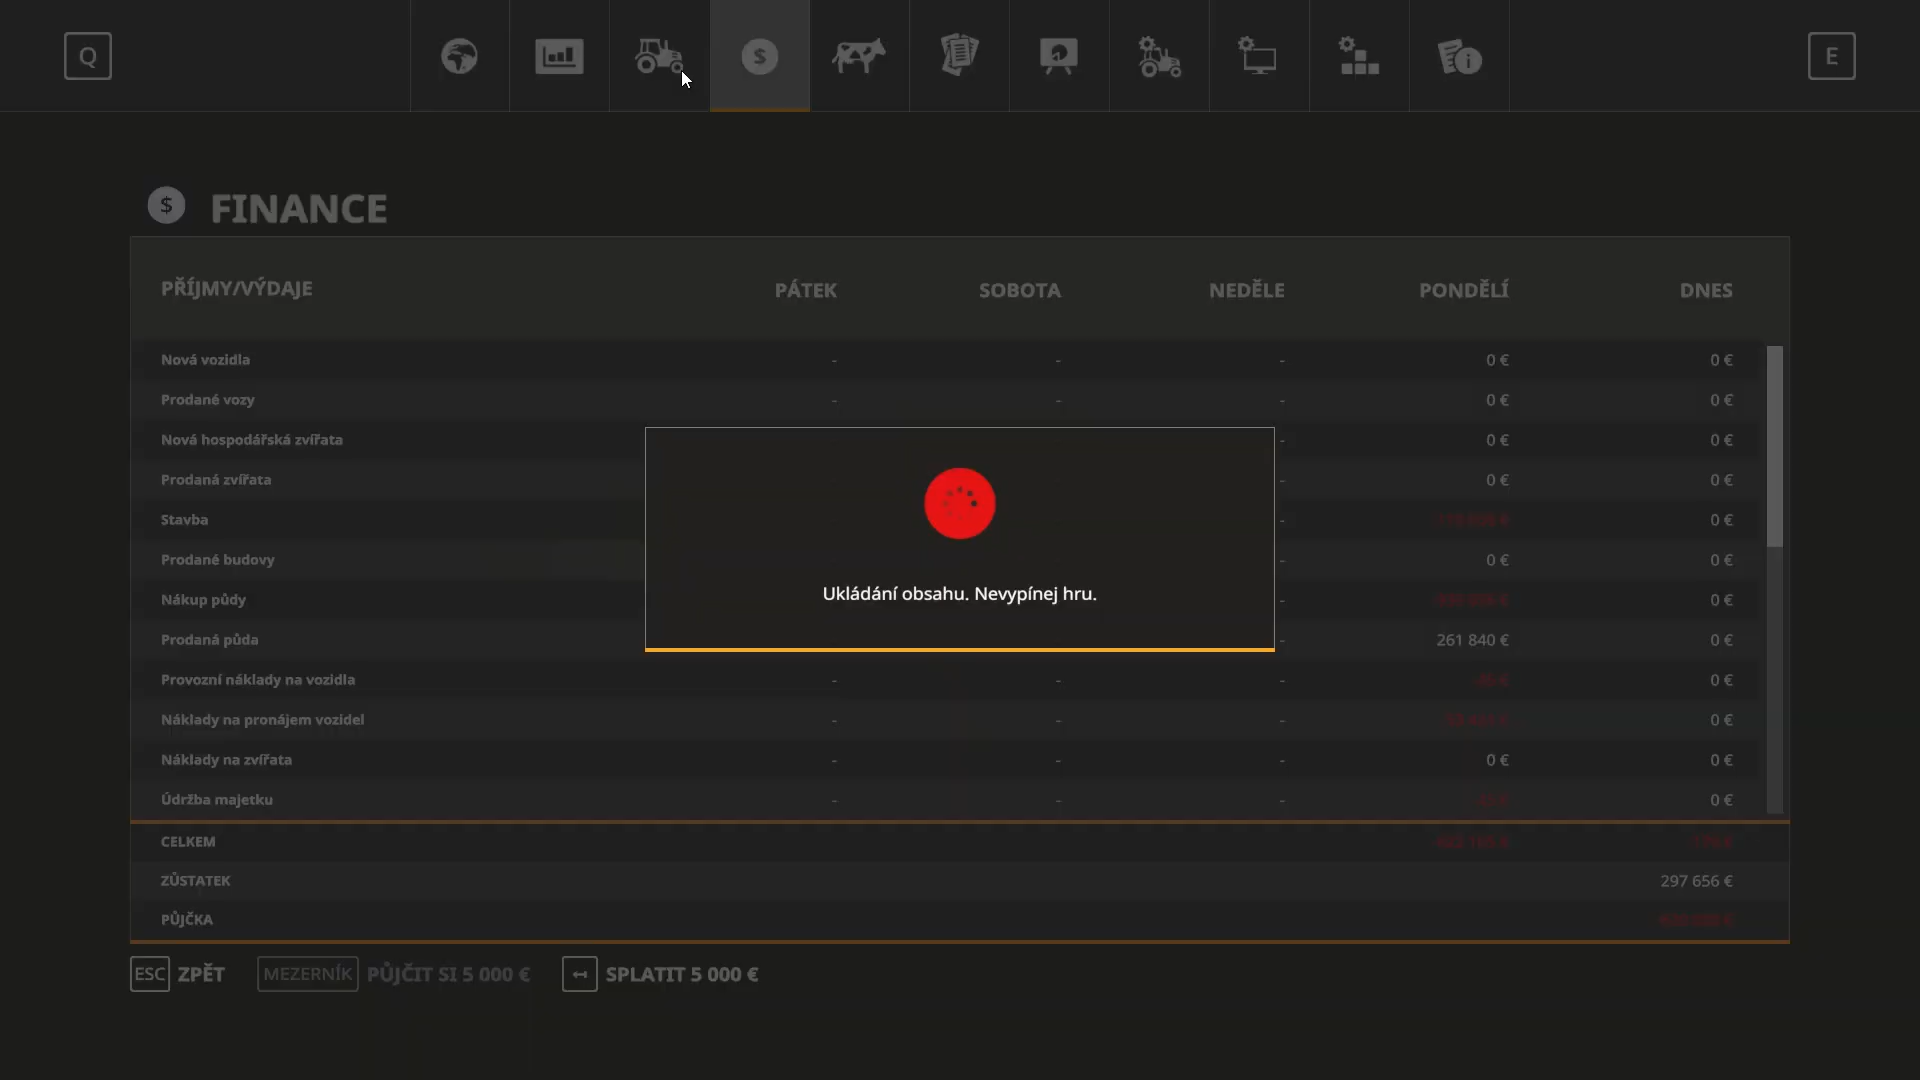 Q
E
$ FINANCE
PŘÍJMY/VÝDAJE PÁTEK SOBOTA NEDĚLE PONDĚLÍ DNES
Nová vozidla - - - 0 € 0 €
Prodané vozy - - - 0 € 0 €
Nová hospodářská zvířata - 0 € 0 €
Prodaná zvířata - 0 € 0 €
Stavba - 0 €
Prodané budovy - 0 € 0 €
Nákup půdy - 0 €
Prodaná půda - 261 840 € 0 €
Ukládání obsahu. Nevypínej hru.
Provozní náklady na vozidla - - - 0 €
Náklady na pronájem vozidel - - - 0 €
Náklady na zvířata - - - 0 € 0 €
Údržba majetku - - - 0 €
CELKEM
ZŮSTATEK 297 656 €
PŮJČKA
ESC ZPĚT MEZERNÍK PŮJČIT SI 5 000 € SPLATIT 5 000 €